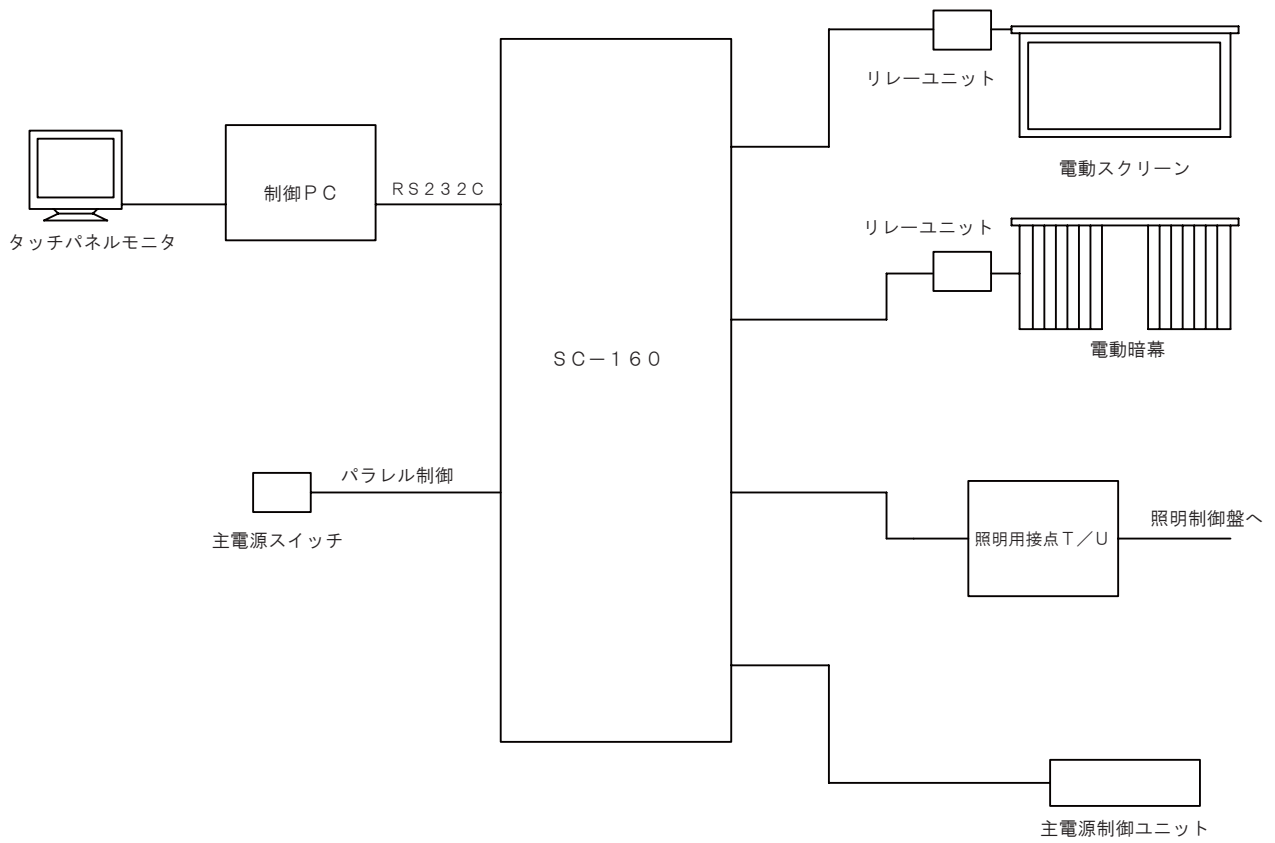 リレーユニット
電動スクリーン
制御ＰＣ
ＲＳ２３２Ｃ
タッチパネルモニタ
リレーユニット
電動暗幕
ＳＣ－１６０
パラレル制御
主電源スイッチ
照明用接点Ｔ／Ｕ
照明制御盤へ
主電源制御ユニット